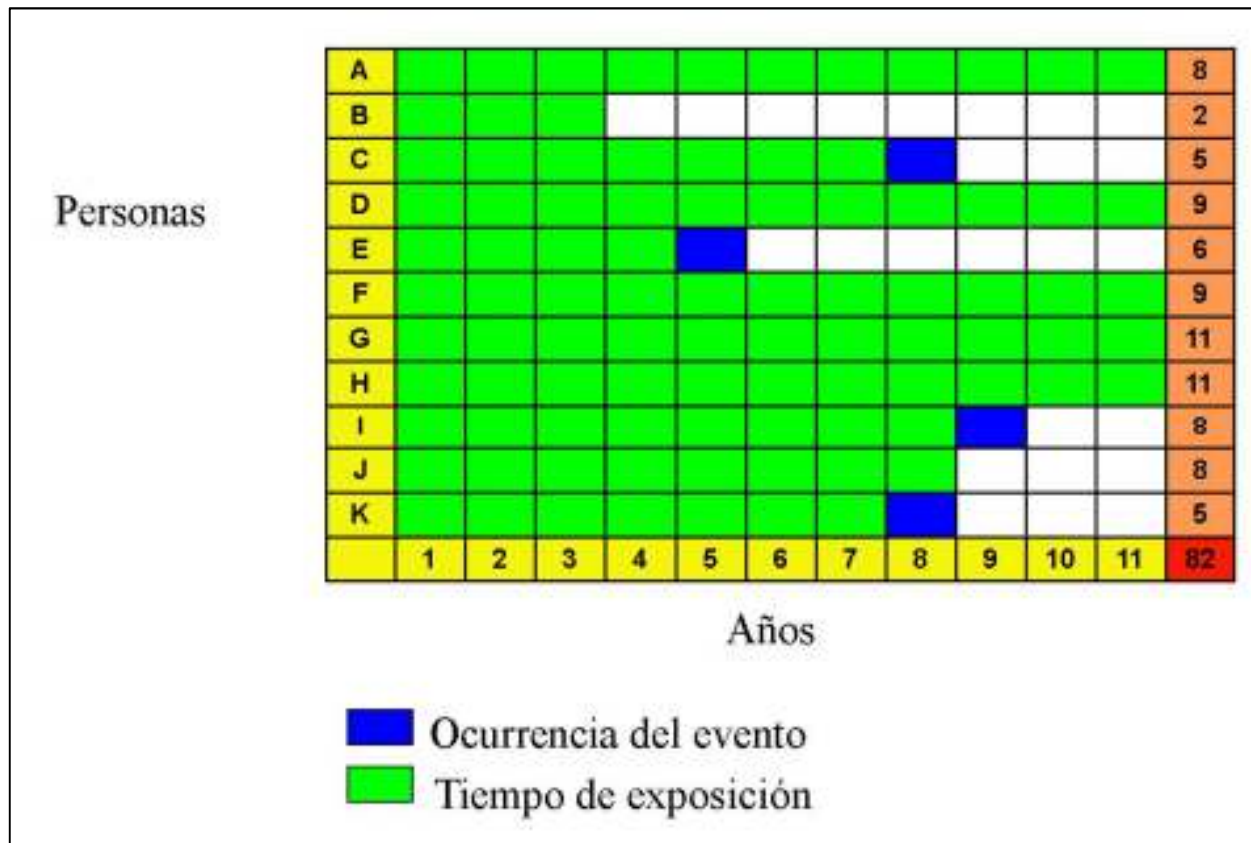 A 8
B 2
C 5
Personas
D 9
E 6
F 9
G 11
H 11
I 8
J 8
K 5
1 2 3 4 5 6 7 8 9 10 11 82
Años
Ocurrencia del evento
Tiempo de exposición